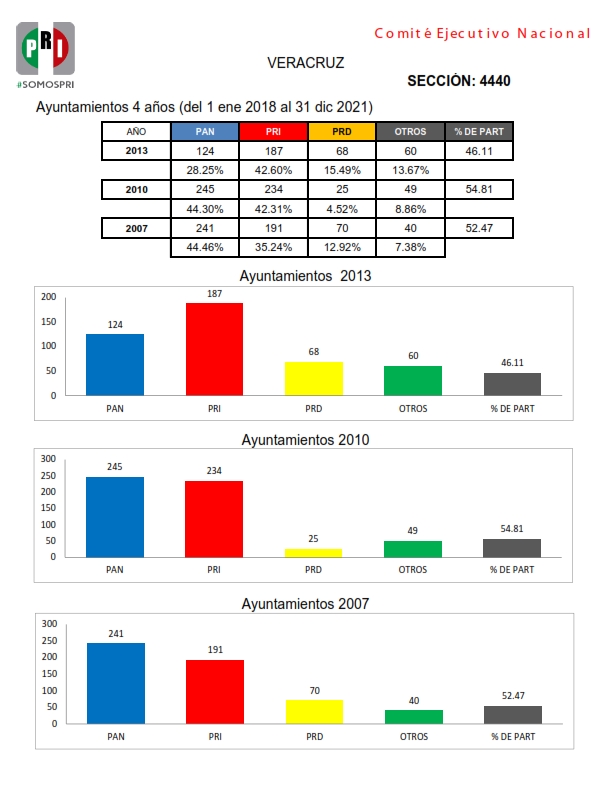 Comité Ejecutivo Nacional
PRI
#SOMOSPRI
VERACRUZ
SECCIÓN: 4440
Ayuntamientos 4 años (del 1 ene 2018 al 31 dic 2021)
AÑO PAN PRI PRD OTROS % DE PART
2013 124 187 68 60 46.11
28.25% 42.60% 15.49% 13.67%
2010 245 234 25 49 54.81
44.30% 42.31% 4.52% 8.86%
2007 241 191 70 40 52.47
44.46% 35.24% 12.92% 7.38%
Ayuntamientos 2013
200
150
100
50
0
124 187 68 60 46.11
PAN PRI PRD OTROS % DE PART
Ayuntamientos 2010
300
250
200
150
100
50
0
245 234 25 49 54.81
PAN PRI PRD OTROS % DE PART
Ayuntamientos 2007
300
250
200
150
100
50
0
241 191 70 40 52.47
PAN PRI PRD OTROS % DE PART